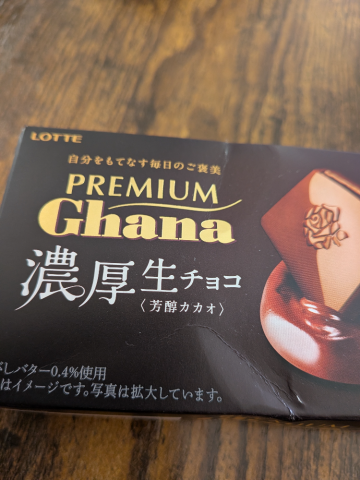 LOTTE
自分をもてなす毎日のご褒美
PREMIUM
Ghana
濃厚生チョコ
〈芳醇カカオ〉
がしバター0.4%使用
はイメージです。写真は拡大しています。